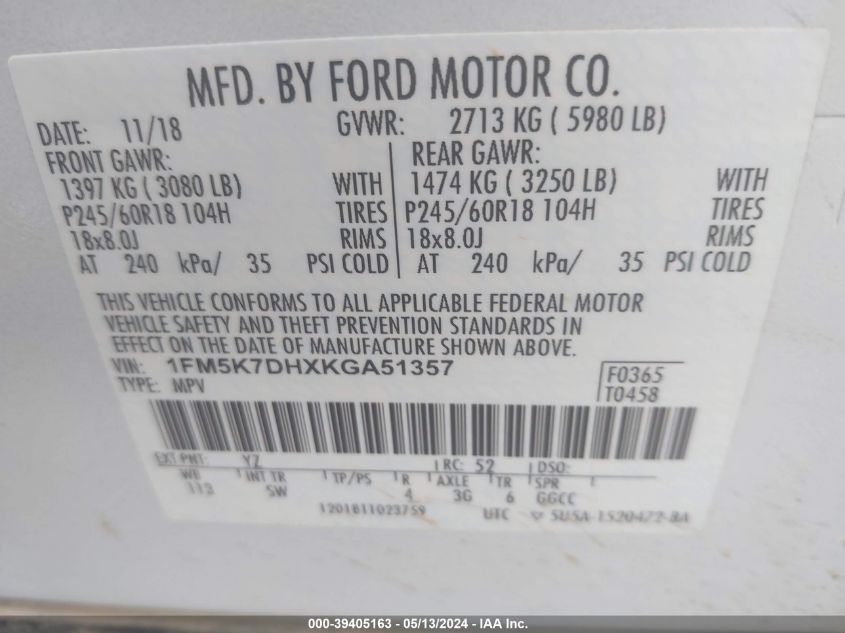 MFD. BY FORD MOTOR CO.
DATE: 11/18 GVWR: 2713 KG ( 5980 LB)
FRONT GAWR: REAR GAWR:
1397 KG ( 3080 LB) WITH 1474 KG ( 3250 LB) WITH
P245/60R18 104H TIRES P245/60R18 104H TIRES
18x8.0J RIMS 18x8.0J RIMS
AT 240 kPa/ 35 PSI COLD AT 240 kPa/ 35 PSI COLD
THIS VEHICLE CONFORMS TO ALL APPLICABLE FEDERAL MOTOR
VEHICLE SAFETY AND THEFT PREVENTION STANDARDS IN
EFFECT ON THE DATE OF MANUFACTURE SHOWN ABOVE.
VIN: 1FM5K7DHXKGA51357 F0365
TYPE: MPV T0458
EXT PNT: YZ RC: 52 DSO:
WB INT TR TP/PS R AXLE TR SPR
113 5W 4 3G 6 GGCC
1201811023759 UTC 5U5A-1520472-BA
000-39405163 - 05/13/2024 - IAA Inc.